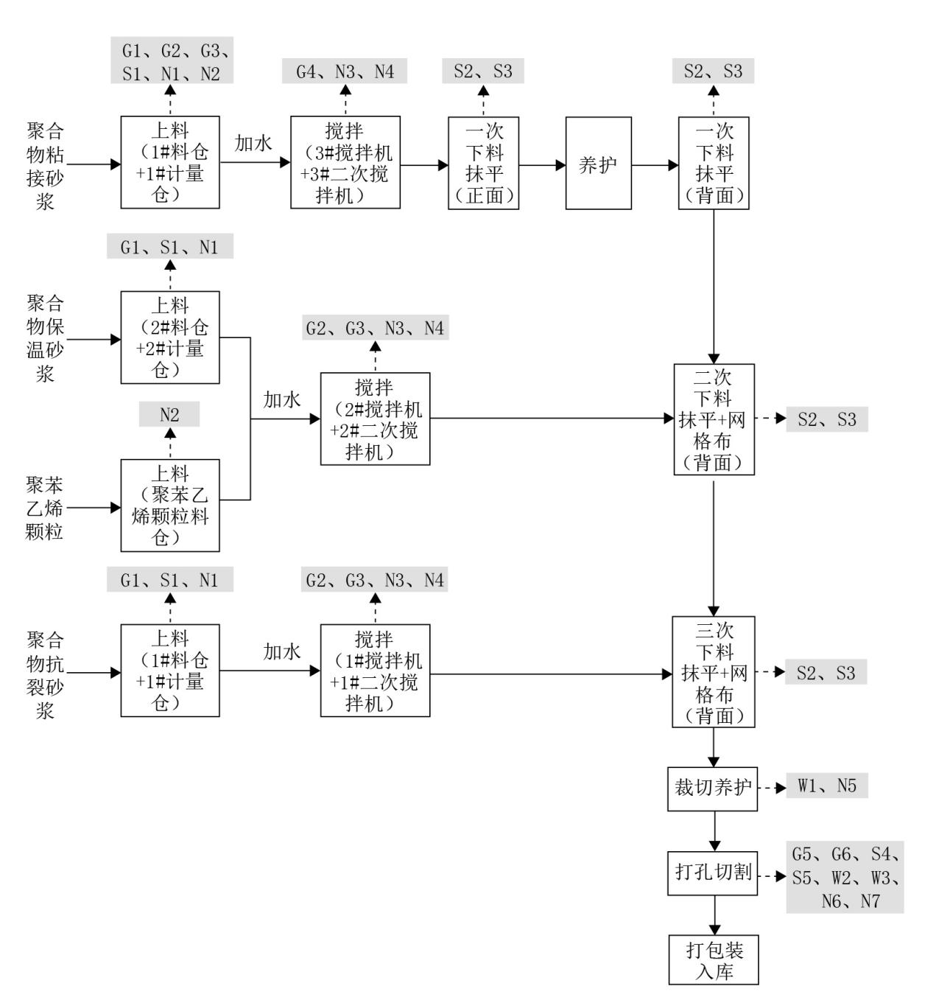 G1、G2、G3、
S1、N1、N2
G4、N3、N4
S2、S3
S2、S3
聚合
物粘
接砂
浆
上料
（1#料仓
+1#计量
仓）
加水
搅拌
（3#搅拌机
+3#二次搅
拌机）
一次
下料
抹平
（正面）
养护
一次
下料
抹平
（背面）
G1、S1、N1
聚合
物保
温砂
浆
上料
（2#料仓
+2#计量
仓）
G2、G3、N3、N4
加水
搅拌
（2#搅拌机
+2#二次搅
拌机）
二次
下料
抹平+网
格布
（背面）
S2、S3
N2
聚苯
乙烯
颗粒
上料
（聚苯乙
烯颗粒料
仓）
G1、S1、N1
G2、G3、N3、N4
聚合
物抗
裂砂
浆
上料
（1#料仓
+1#计量
仓）
加水
搅拌
（1#搅拌机
+1#二次搅
拌机）
三次
下料
抹平+网
格布
（背面）
S2、S3
裁切养护
W1、N5
打孔切割
G5、G6、S4、
S5、W2、W3、
N6、N7
打包装
入库